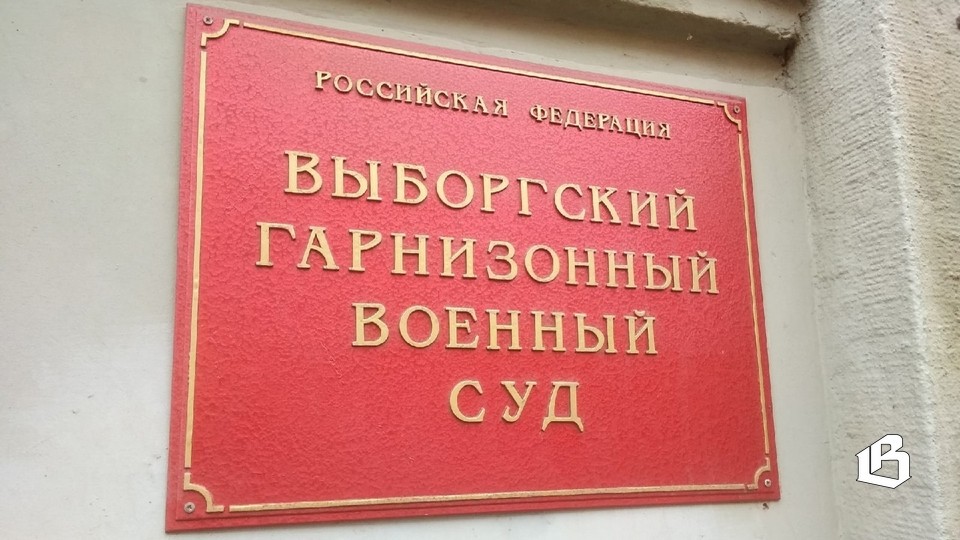 РОССИЙСКАЯ ФЕДЕРАЦИЯ
ВЫБОРГСКИЙ
ГАРНИЗОННЫЙ
ВОЕННЫЙ
СУД
В